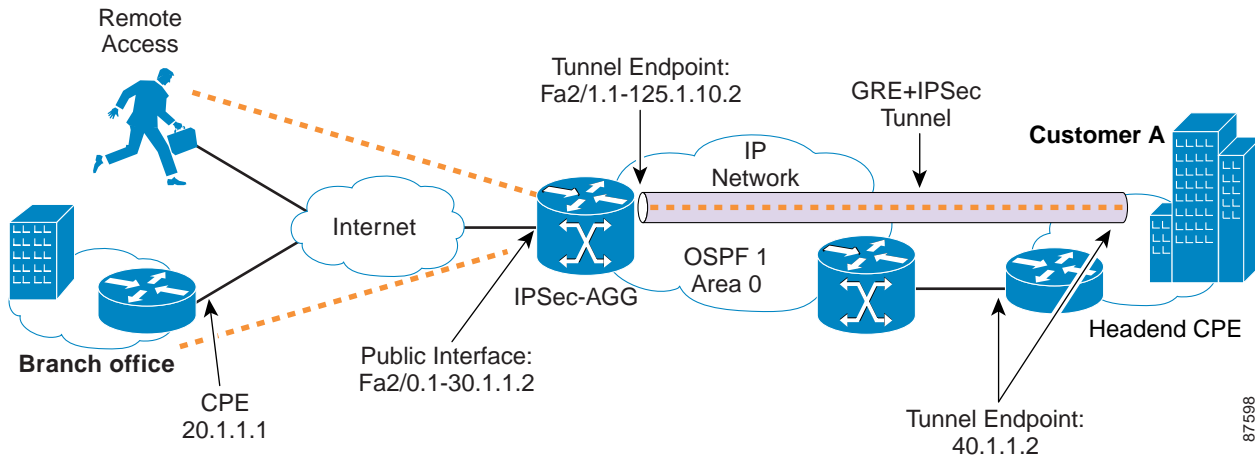 Remote
Access
Tunnel Endpoint:
Fa2/1.1-125.1.10.2
GRE+IPSec
Tunnel
Customer A
IP
Network
Internet
OSPF 1
Area 0
IPSec-AGG
Headend CPE
Branch office
Public Interface:
Fa2/0.1-30.1.1.2
CPE
20.1.1.1
Tunnel Endpoint:
40.1.1.2
87598